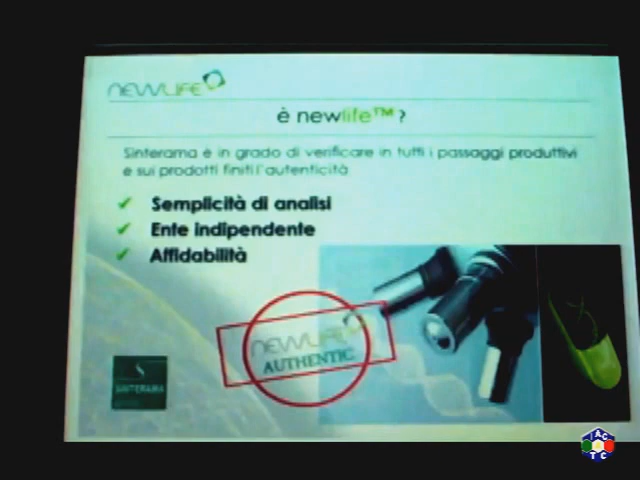 NEWLIFE
è newlife™?
Sinterama è in grado di verificare in tutti i passaggi produttivi
e sui prodotti finiti l'autenticità
✓ Semplicità di analisi
✓ Ente indipendente
✓ Affidabilità
NEWLIFE
AUTHENTIC
SINTERAMA